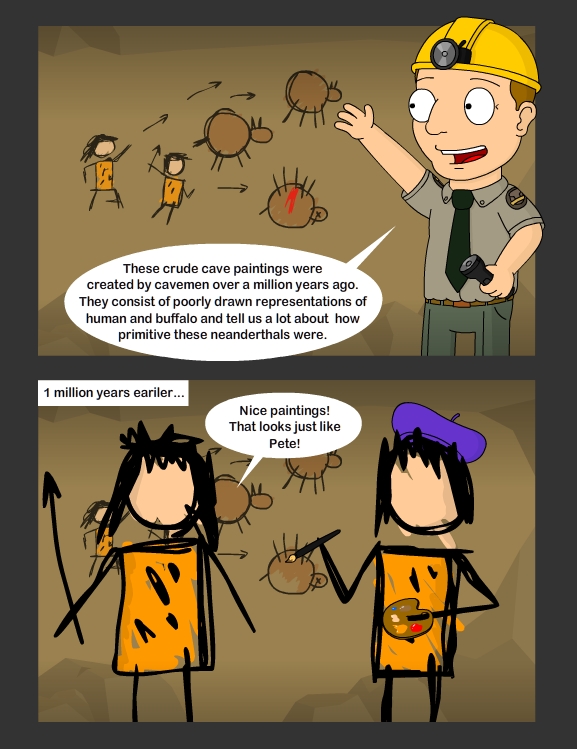 These crude cave paintings were
created by cavemen over a million years ago.
They consist of poorly drawn representations of
human and buffalo and tell us a lot about how
primitive these neanderthals were.
1 million years eariler...
Nice paintings!
That looks just like
Pete!